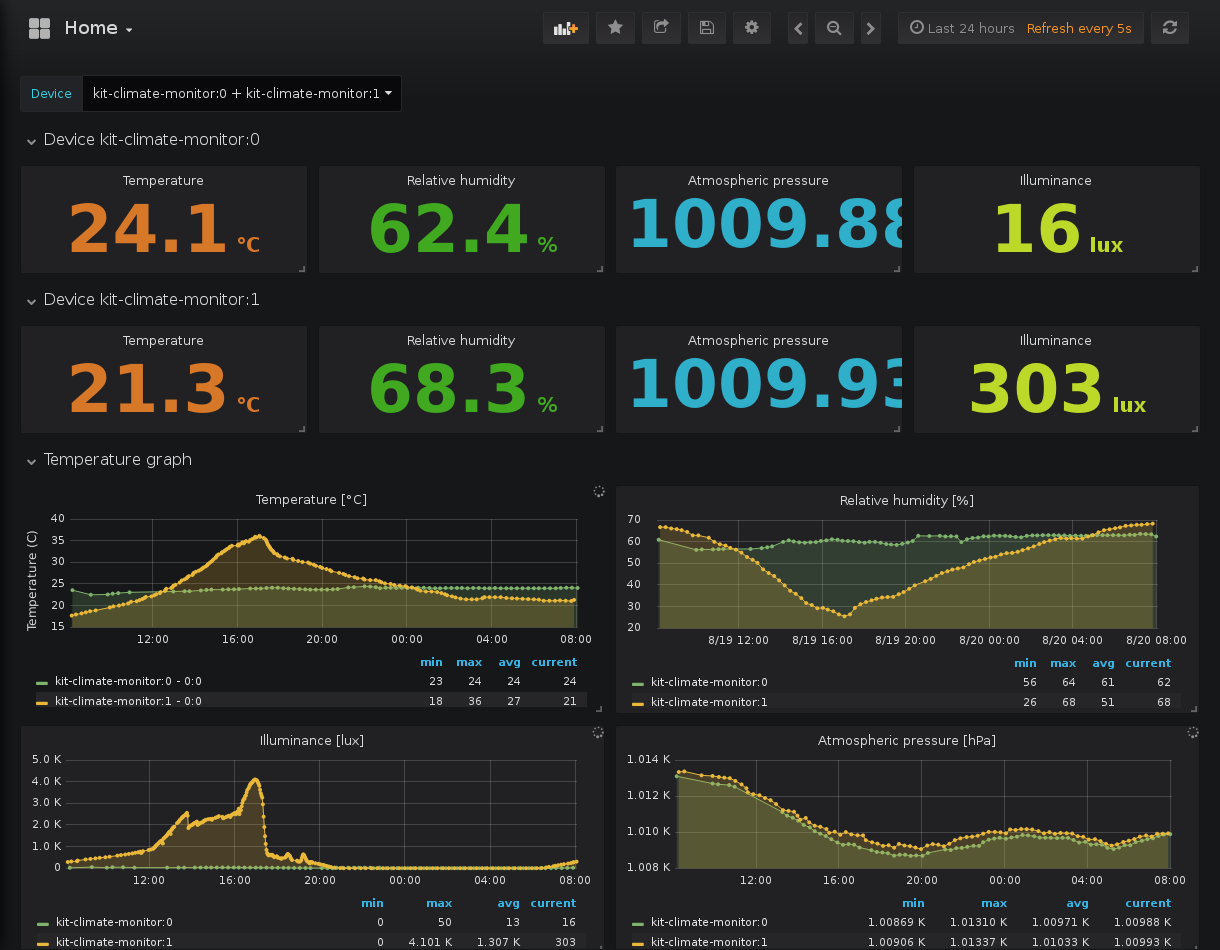 Home
Last 24 hours Refresh every 5s
Device kit-climate-monitor:0 + kit-climate-monitor:1
Device kit-climate-monitor:0
Temperature Relative humidity Atmospheric pressure Illuminance
24.1 °C 62.4 % 1009.88 16 lux
Device kit-climate-monitor:1
Temperature Relative humidity Atmospheric pressure Illuminance
21.3 °C 68.3 % 1009.93 303 lux
Temperature graph
Temperature [°C]
Temperature (C)
40
35
30
25
20
15
12:00 16:00 20:00 00:00 04:00 08:00
min max avg current
kit-climate-monitor:0 - 0:0 23 24 24 24
kit-climate-monitor:1 - 0:0 18 36 27 21
Relative humidity [%]
70
60
50
40
30
20
8/19 12:00 8/19 16:00 8/19 20:00 8/20 00:00 8/20 04:00 8/20 08:00
min max avg current
kit-climate-monitor:0 56 64 61 62
kit-climate-monitor:1 26 68 51 68
Illuminance [lux]
5.0 K
4.0 K
3.0 K
2.0 K
1.0 K
0
12:00 16:00 20:00 00:00 04:00 08:00
min max avg current
kit-climate-monitor:0 0 50 13 16
kit-climate-monitor:1 0 4.101 K 1.307 K 303
Atmospheric pressure [hPa]
1.014 K
1.012 K
1.010 K
1.008 K
12:00 16:00 20:00 00:00 04:00 08:00
min max avg current
kit-climate-monitor:0 1.00869 K 1.01310 K 1.00971 K 1.00988 K
kit-climate-monitor:1 1.00906 K 1.01337 K 1.01033 K 1.00993 K